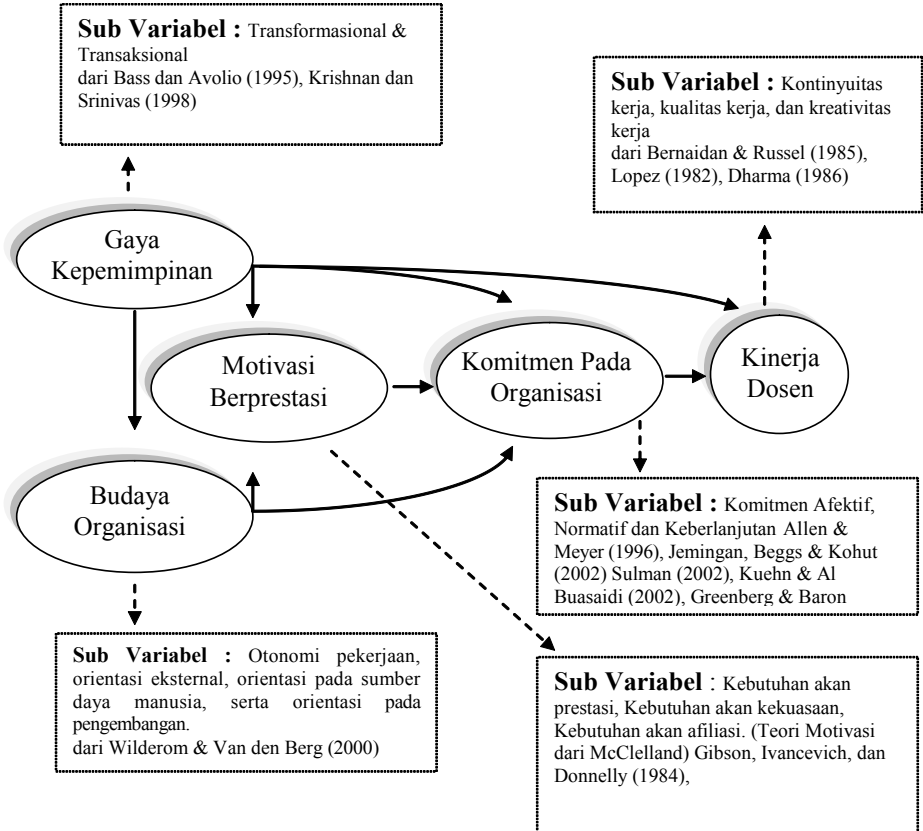 Sub Variabel : Transformasional &
Transaksional
dari Bass dan Avolio (1995), Krishnan dan
Srinivas (1998)
Sub Variabel : Kontinyuitas
kerja, kualitas kerja, dan kreativitas
kerja
dari Bernaidan & Russel (1985),
Lopez (1982), Dharma (1986)
Gaya
Kepemimpinan
Motivasi
Berprestasi
Komitmen Pada
Organisasi
Kinerja
Dosen
Budaya
Organisasi
Sub Variabel : Komitmen Afektif,
Normatif dan Keberlanjutan Allen &
Meyer (1996), Jemingan, Beggs & Kohut
(2002) Sulman (2002), Kuehn & Al
Buasaidi (2002), Greenberg & Baron
Sub Variabel : Otonomi pekerjaan,
orientasi eksternal, orientasi pada sumber
daya manusia, serta orientasi pada
pengembangan.
dari Wilderom & Van den Berg (2000)
Sub Variabel : Kebutuhan akan
prestasi, Kebutuhan akan kekuasaan,
Kebutuhan akan afiliasi. (Teori Motivasi
dari McClelland) Gibson, Ivancevich, dan
Donnelly (1984),